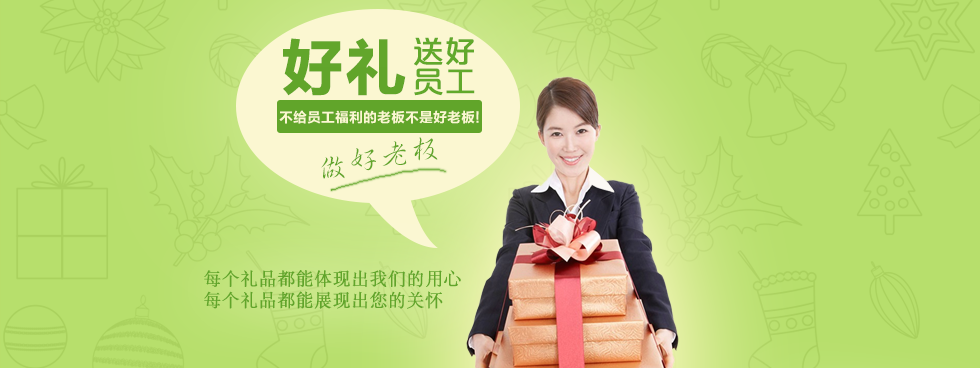 好礼送好员工
不给员工福利的老板不是好老板!
做好老板
每个礼品都能体现出我们的用心
每个礼品都能展现出您的关怀